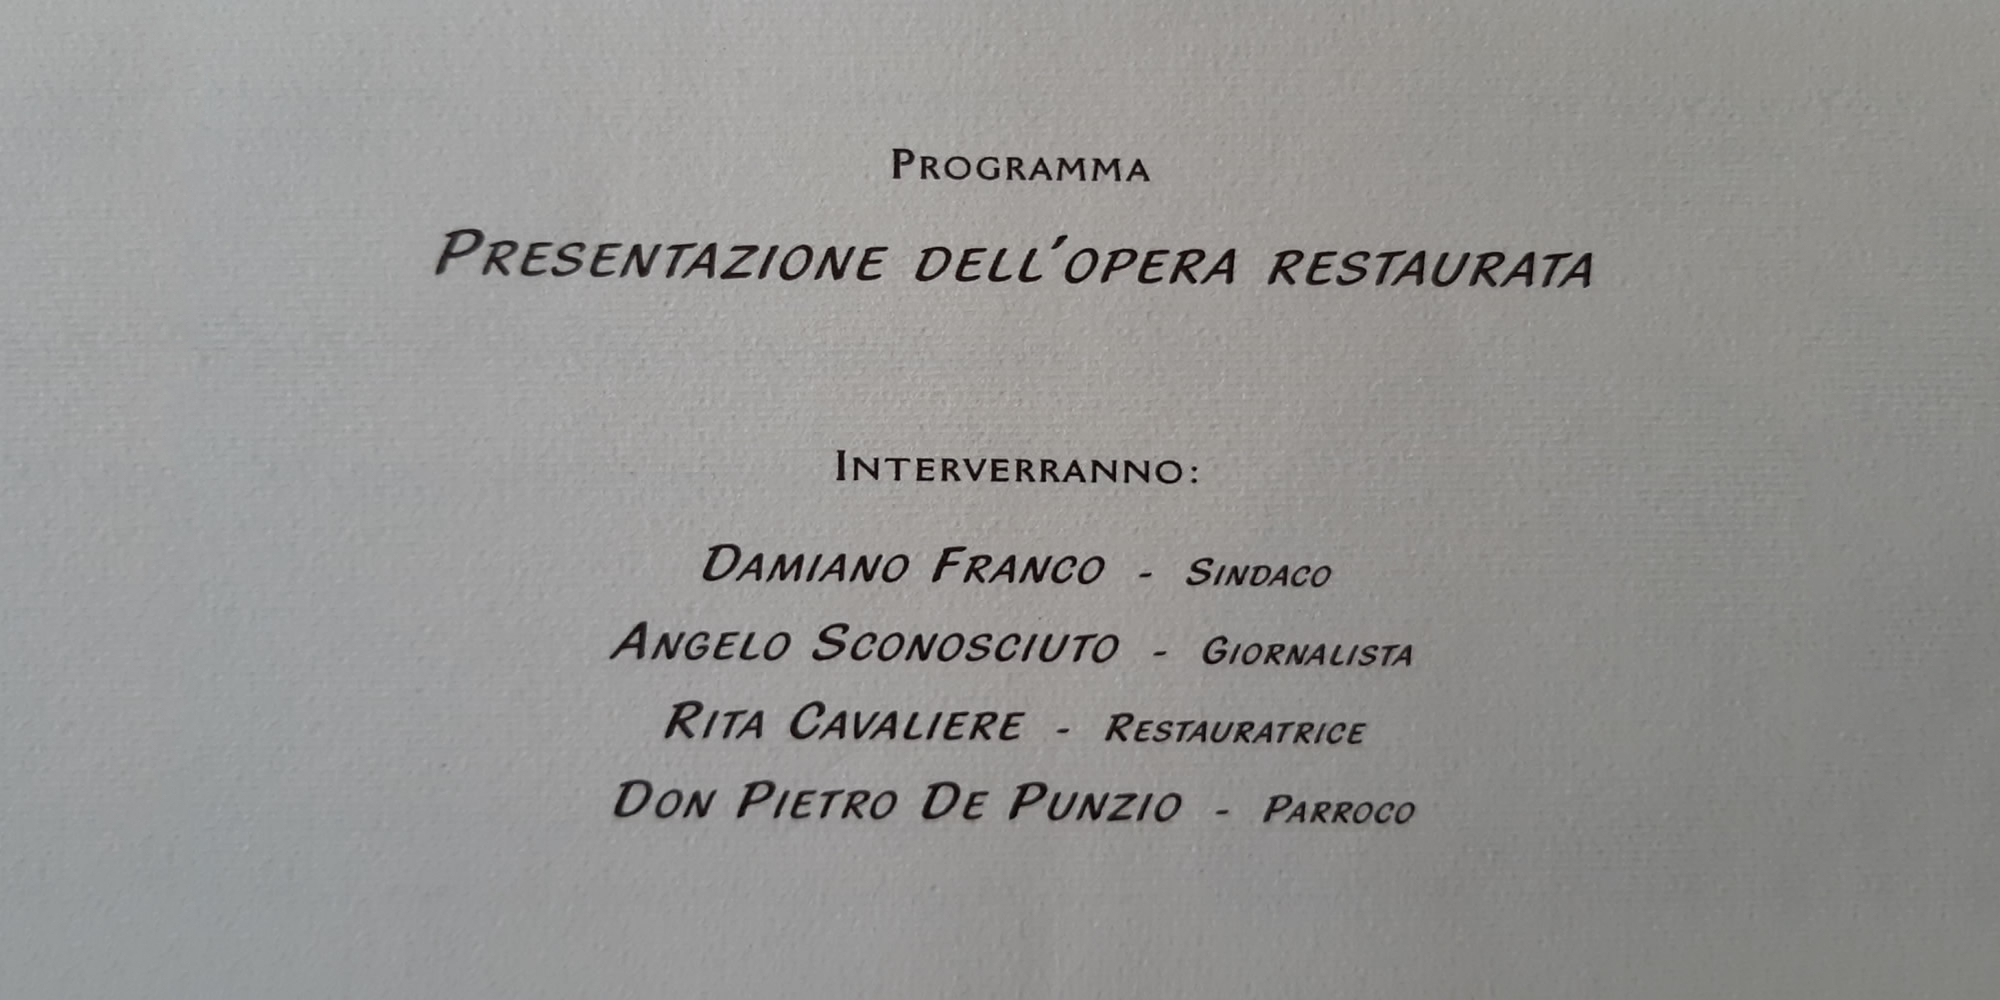 Programma
Presentazione dell'opera restaurata
Interverranno:
Damiano Franco - Sindaco
Angelo Sconosciuto - Giornalista
Rita Cavaliere - Restauratrice
Don Pietro De Punzio - Parroco